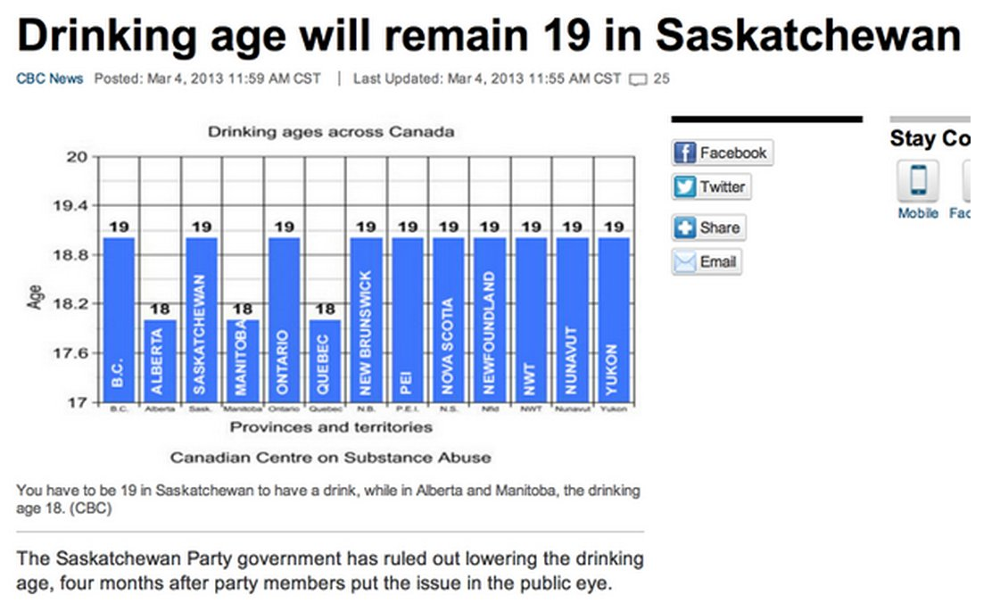 Drinking age will remain 19 in Saskatchewan
CBC News Posted: Mar 4, 2013 11:59 AM CST | Last Updated: Mar 4, 2013 11:55 AM CST 25
Drinking ages across Canada
20
19.4
18.8
18.2
17.6
17
Age
19
18
19
18
19
18
19
19
19
19
19
19
19
B.C.
ALBERTA
SASKATCHEWAN
MANITOBA
ONTARIO
QUEBEC
NEW BRUNSWICK
PEI
NOVA SCOTIA
NEWFOUNDLAND
NWT
NUNAVUT
YUKON
B.C. Alberta Sask. Manitoba Ontario Quebec N.B. P.E.I. N.S. Nfld NWT Nunavut Yukon
Provinces and territories
Canadian Centre on Substance Abuse
You have to be 19 in Saskatchewan to have a drink, while in Alberta and Manitoba, the drinking
age 18. (CBC)
The Saskatchewan Party government has ruled out lowering the drinking
age, four months after party members put the issue in the public eye.
Facebook
Twitter
Share
Email
Stay Co
Mobile Fac